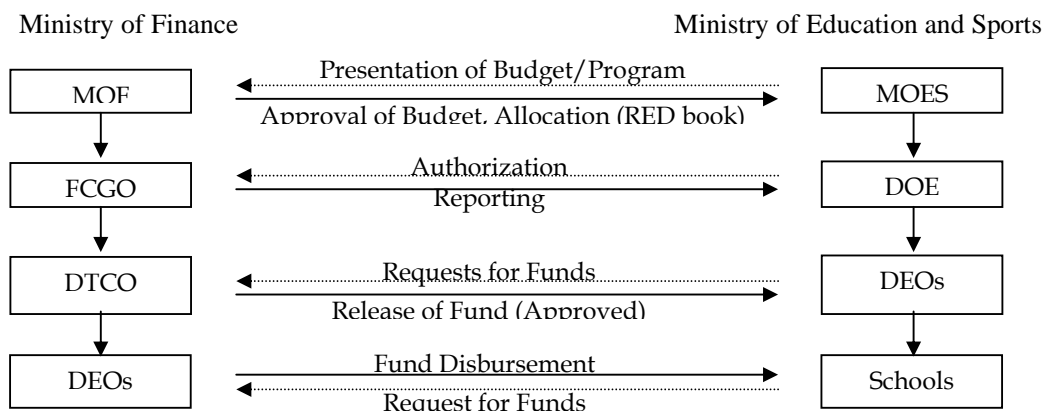 Ministry of Finance Ministry of Education and Sports
Presentation of Budget/Program
MOF MOES
Approval of Budget, Allocation (RED book)
Authorization
FCGO DOE
Reporting
Requests for Funds
DTCO DEOs
Release of Fund (Approved)
Fund Disbursement
DEOs Schools
Request for Funds